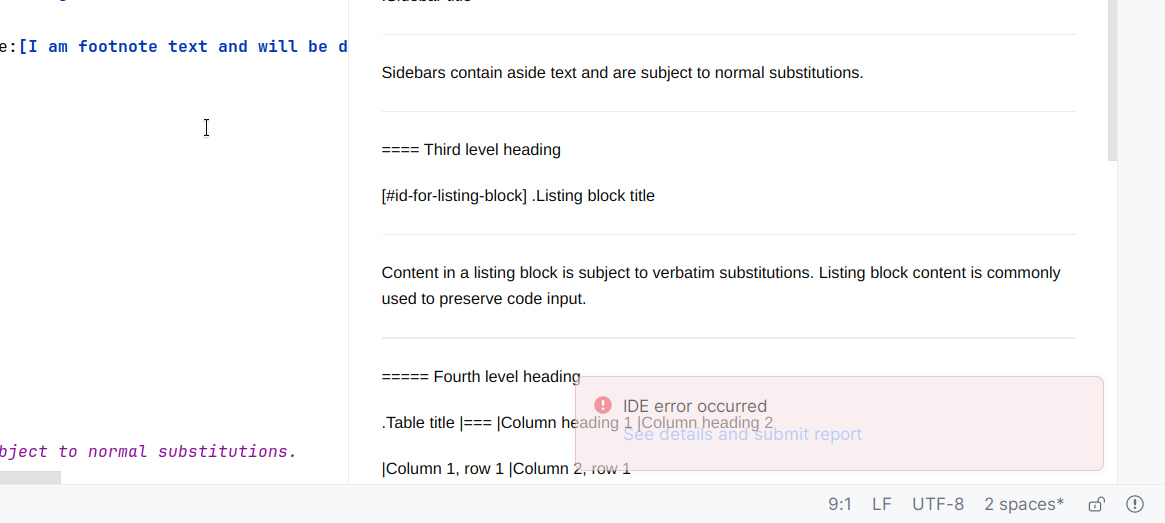 e:[I am footnote text and will be d
Sidebars contain aside text and are subject to normal substitutions.
==== Third level heading
[#id-for-listing-block] .Listing block title
Content in a listing block is subject to verbatim substitutions. Listing block content is commonly
used to preserve code input.
===== Fourth level heading
.Table title |=== |Column heading 1 |Column heading 2
|Column 1, row 1 |Column 2, row 1
IDE error occurred
See details and submit report
bject to normal substitutions.
9:1 LF UTF-8 2 spaces*